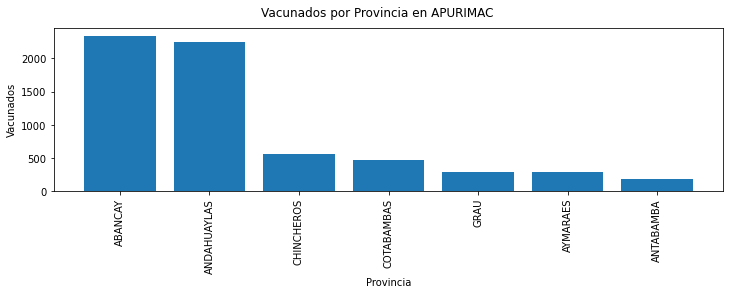 Vacunados por Provincia en APURIMAC
Vacunados
2000
1500
1000
500
0
ABANCAY
ANDAHUAYLAS
CHINCHEROS
COTABAMBAS
GRAU
AYMARAES
ANTABAMBA
Provincia